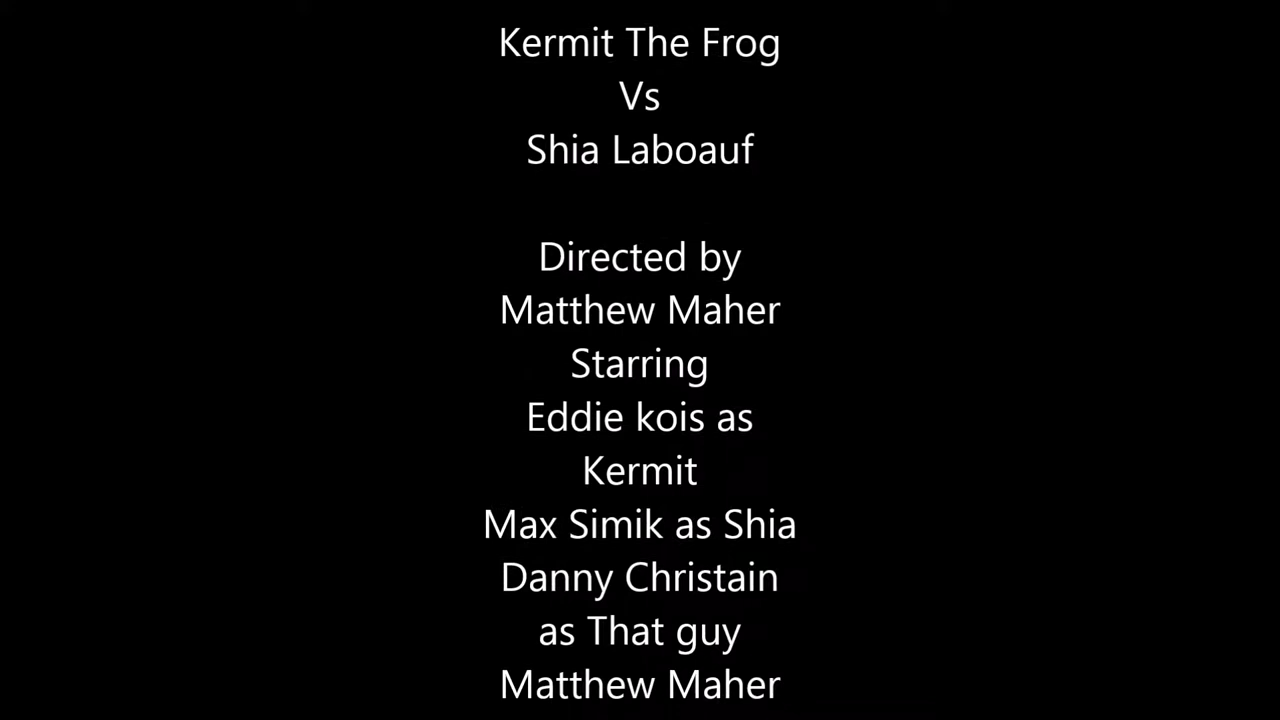 Kermit The Frog
Vs
Shia Laboauf
Directed by
Matthew Maher
Starring
Eddie kois as
Kermit
Max Simik as Shia
Danny Christain
as That guy
Matthew Maher